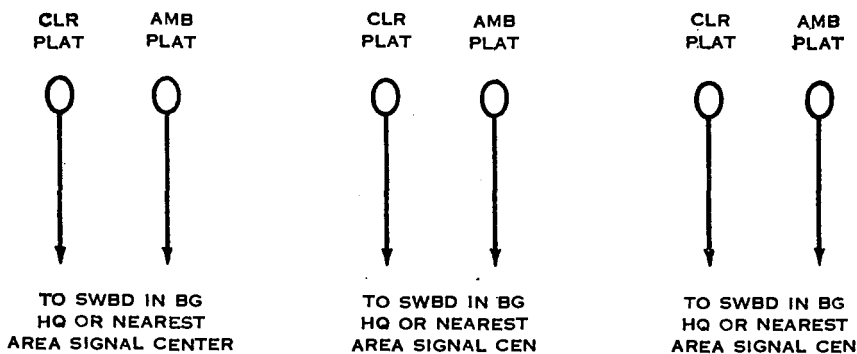 CLR PLAT
AMB PLAT
CLR PLAT
AMB PLAT
CLR PLAT
AMB PLAT
TO SWBD IN BG
HQ OR NEAREST
AREA SIGNAL CENTER
TO SWBD IN BG
HQ OR NEAREST
AREA SIGNAL CEN
TO SWBD IN BG
HQ OR NEAREST
AREA SIGNAL CEN